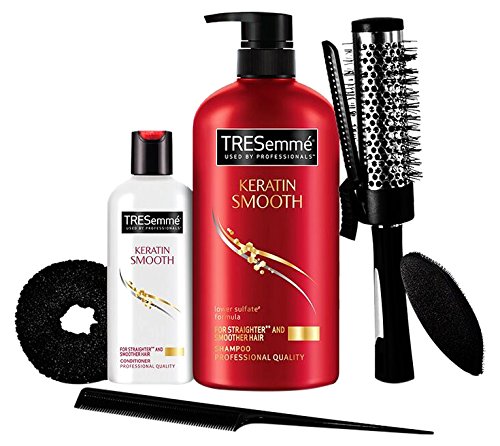 TRESemmé
USED BY PROFESSIONALS
KERATIN
SMOOTH
FOR STRAIGHTER** AND
SMOOTHER HAIR
CONDITIONER
PROFESSIONAL QUALITY
TRESemmé
USED BY PROFESSIONALS*
KERATIN
SMOOTH
lower sulfate#
formula
FOR STRAIGHTER** AND
SMOOTHER HAIR
SHAMPOO
PROFESSIONAL QUALITY